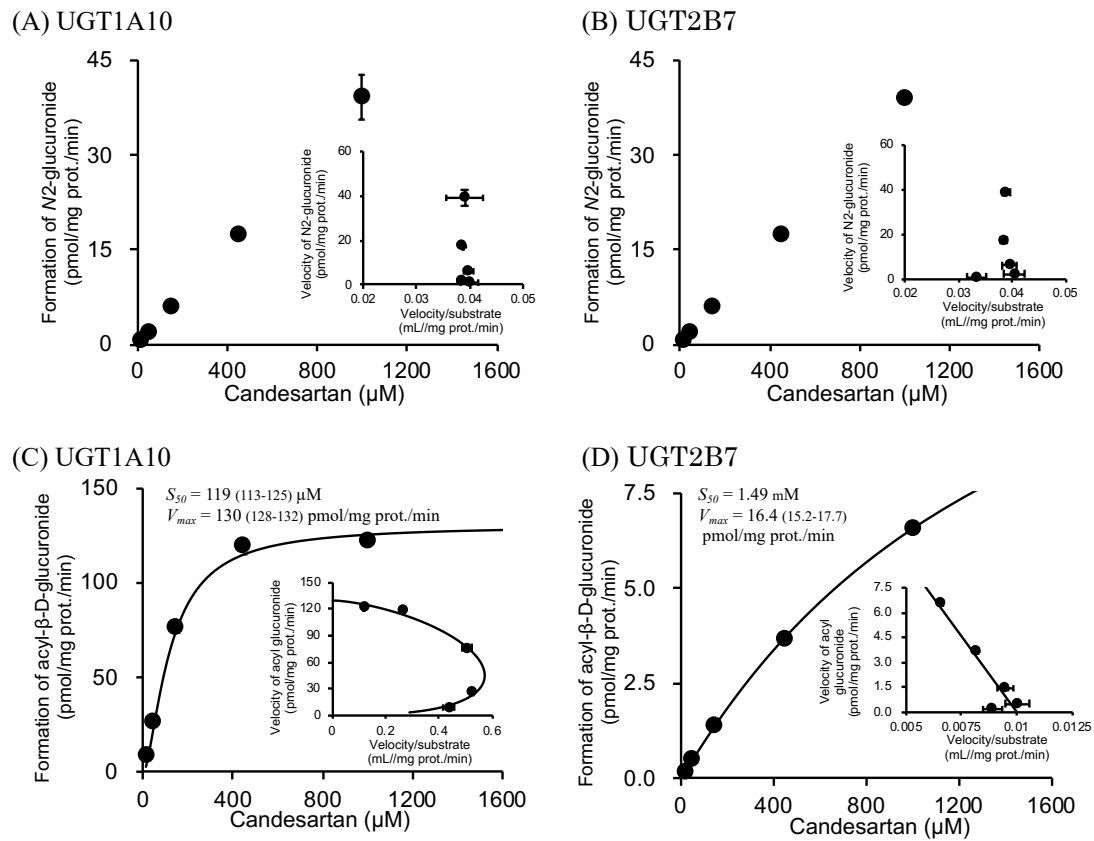 (A) UGT1A10
Formation of N2-glucuronide
(pmol/mg prot./min)
45
30
15
0
0 400 800 1200 1600
Candesartan (µM)
Velocity of N2-glucuronide
(pmol/mg prot./min)
60
40
20
0
0.02 0.03 0.04 0.05
Velocity/substrate
(mL//mg prot./min)
(B) UGT2B7
Formation of N2-glucuronide
(pmol/mg prot./min)
45
30
15
0
0 400 800 1200 1600
Candesartan (µM)
Velocity of N2-glucuronide
(pmol/mg prot./min)
60
40
20
0
0.02 0.03 0.04 0.05
Velocity/substrate
(mL//mg prot./min)
(C) UGT1A10
S50 = 119 (113-125) µM
Vmax = 130 (128-132) pmol/mg prot./min
Formation of acyl-β-D-glucuronide
(pmol/mg prot./min)
150
100
50
0
0 400 800 1200 1600
Candesartan (µM)
Velocity of acyl glucuronide
(pmol/mg prot./min)
150
120
90
60
30
0
0 0.2 0.4 0.6
Velocity/substrate
(mL//mg prot./min)
(D) UGT2B7
S50 = 1.49 mM
Vmax = 16.4 (15.2-17.7)
pmol/mg prot./min
Formation of acyl-β-D-glucuronide
(pmol/mg prot./min)
7.5
5.0
2.5
0.0
0 400 800 1200 1600
Candesartan (µM)
Velocity of acyl
glucuronide
(pmol/mg prot./min)
7.5
6.0
4.5
3.0
1.5
0.0
0.005 0.0075 0.01 0.0125
Velocity/substrate
(mL//mg prot./min)